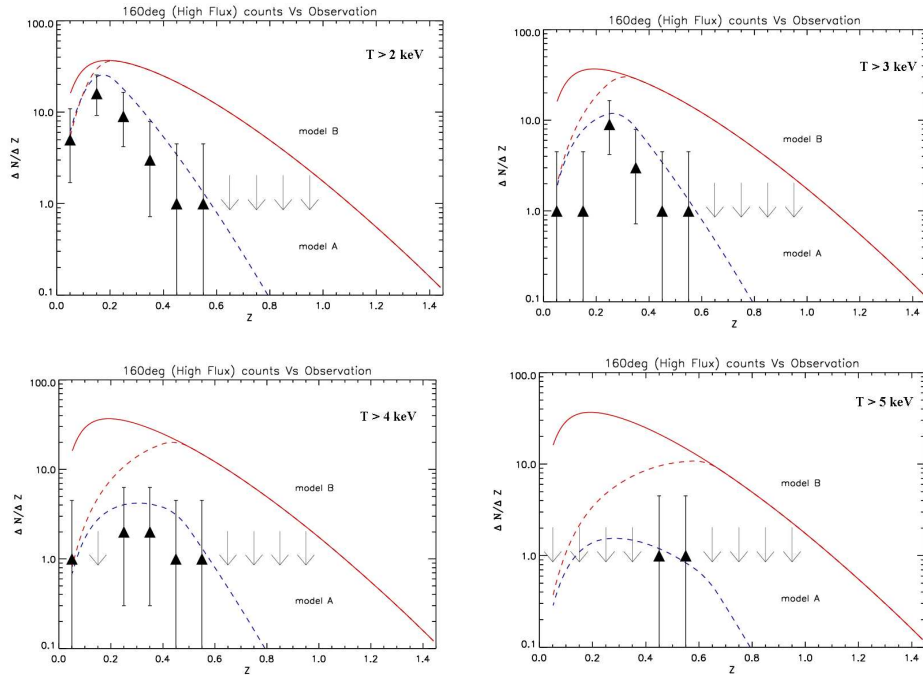 160deg (High Flux) counts Vs Observation
100.0
T > 2 keV
10.0
Δ N/Δ Z
model B
1.0
model A
0.1
0.0 0.2 0.4 0.6 0.8 1.0 1.2 1.4
Z
160deg (High Flux) counts Vs Observation
100.0
T > 3 keV
10.0
Δ N/Δ Z
model B
1.0
model A
0.1
0.0 0.2 0.4 0.6 0.8 1.0 1.2 1.4
Z
160deg (High Flux) counts Vs Observation
100.0
T > 4 keV
10.0
Δ N/Δ Z
model B
1.0
model A
0.1
0.0 0.2 0.4 0.6 0.8 1.0 1.2 1.4
Z
160deg (High Flux) counts Vs Observation
100.0
T > 5 keV
10.0
Δ N/Δ Z
model B
1.0
model A
0.1
0.0 0.2 0.4 0.6 0.8 1.0 1.2 1.4
Z